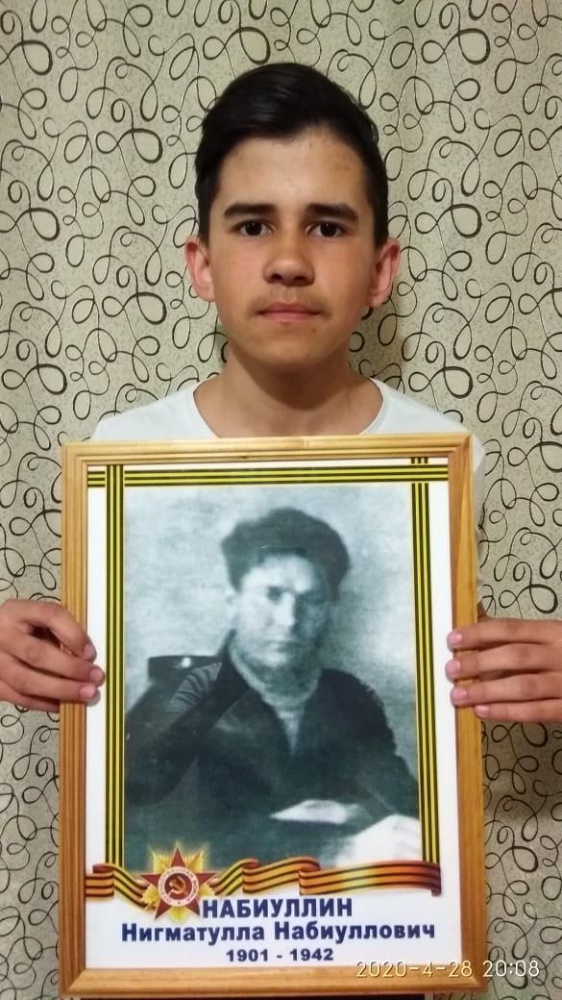 НАБИУЛЛИН
Нигматулла Набиуллович
1901 - 1942
2020-4-28 20:08